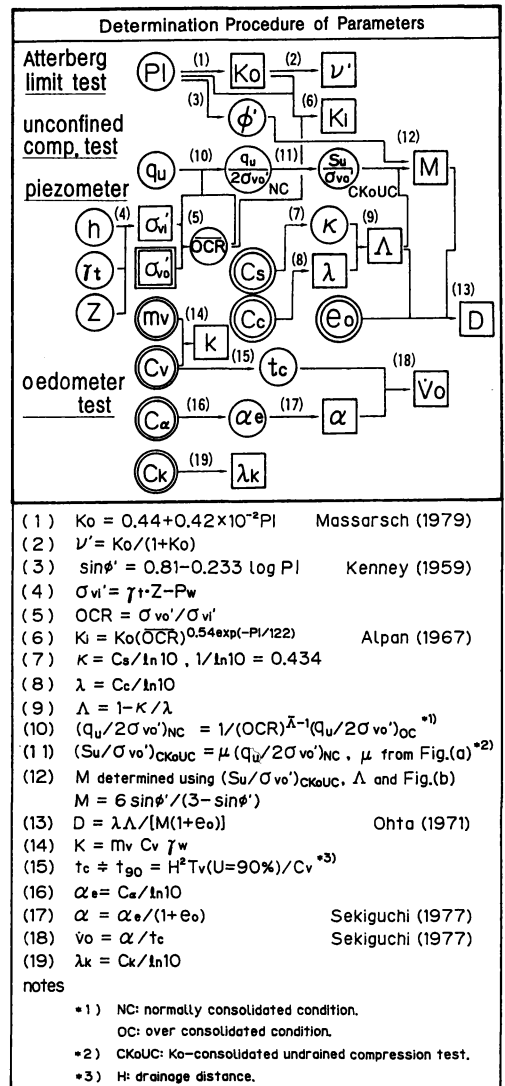 Determination Procedure of Parameters
Atterberg
limit test
PI
(1)
Ko
(2)
ν'
(3)
φ'
(6)
Ki
unconfined
comp. test
qu
(10)
qu/2σvo'
NC
(11)
Su/σvo'
CKoUC
(12)
M
piezometer
h
γt
Z
(4)
σvi'
σvo'
(5)
OCR
Cs
(7)
κ
Cc
(8)
λ
(9)
Λ
eo
(13)
D
mv
Cv
(14)
k
(15)
tc
oedometer
test
Cα
(16)
αe
(17)
α
(18)
V̇o
Ck
(19)
λk
(1) Ko = 0.44+0.42×10⁻²PI Massarsch (1979)
(2) ν'= Ko/(1+Ko)
(3) sinφ' = 0.81-0.233 log PI Kenney (1959)
(4) σvi'= γt·Z-Pw
(5) OCR = σvo'/σvi'
(6) Ki = Ko(O̅C̅R̅)^0.54exp(-PI/122) Alpan (1967)
(7) κ = Cs/ln10 , 1/ln10 = 0.434
(8) λ = Cc/ln10
(9) Λ = 1-κ/λ
(10) (qu/2σvo')NC = 1/(OCR)^Λ̅-1(qu/2σvo')OC *1)
(11) (Su/σvo')CKoUC = μ(qu/2σvo')NC , μ from Fig.(a)*2)
(12) M determined using (Su/σvo')CKoUC, Λ and Fig.(b)
M = 6 sinφ'/(3-sinφ')
(13) D = λΛ/[M(1+eo)] Ohta (1971)
(14) K = mv Cv γw
(15) tc ≑ t90 = H²Tv(U=90%)/Cv *3)
(16) αe= Cα/ln10
(17) α = αe/(1+eo) Sekiguchi (1977)
(18) v̇o = α/tc Sekiguchi (1977)
(19) λk = Ck/ln10
notes
*1) NC: normally consolidated condition.
OC: over consolidated condition.
*2) CKoUC: Ko-consolidated undrained compression test.
*3) H: drainage distance.